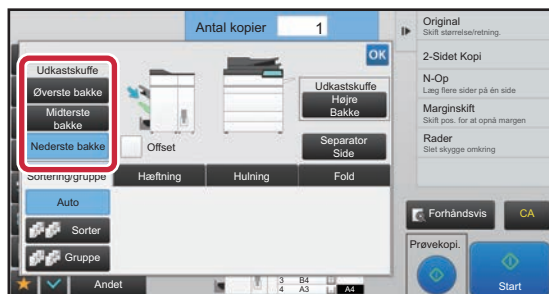 Antal kopier 1
OK
Udkastskuffe
Øverste bakke
Midterste
bakke
Nederste bakke
Offset
Udkastskuffe
Højre
Bakke
Separator
Side
Sortering/gruppe
Hæftning
Hulning
Fold
Auto
Sorter
Gruppe
Andet
3 B4
4 A3
A4
Original
Skift størrelse/retning.
2-Sidet Kopi
N-Op
Læg flere sider på én side
Marginskift
Skift pos. for at opnå margen
Rader
Slet skygge omkring
Forhåndsvis
CA
Prøvekopi.
Start